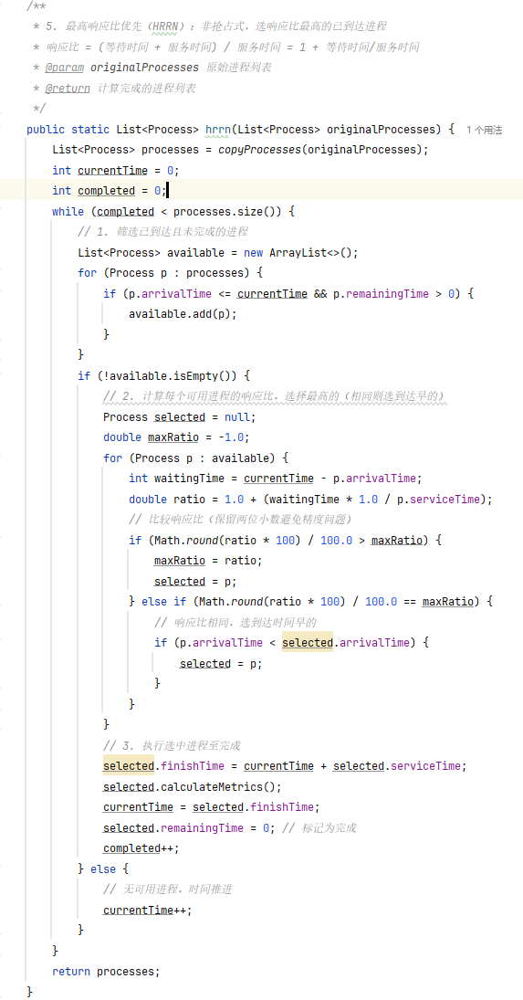 /**
 * 5. 最高响应比优先（HRRN）：非抢占式，选响应比最高的已到达进程
 * 响应比 = (等待时间 + 服务时间) / 服务时间 = 1 + 等待时间/服务时间
 * @param originalProcesses 原始进程列表
 * @return 计算完成的进程列表
 */
public static List<Process> hrrn(List<Process> originalProcesses) { 1 个用法
    List<Process> processes = copyProcesses(originalProcesses);
    int currentTime = 0;
    int completed = 0;
    while (completed < processes.size()) {
        // 1. 筛选已到达且未完成的进程
        List<Process> available = new ArrayList<>();
        for (Process p : processes) {
            if (p.arrivalTime <= currentTime && p.remainingTime > 0) {
                available.add(p);
            }
        }
        if (!available.isEmpty()) {
            // 2. 计算每个可用进程的响应比，选择最高的（相同则选到达早的）
            Process selected = null;
            double maxRatio = -1.0;
            for (Process p : available) {
                int waitingTime = currentTime - p.arrivalTime;
                double ratio = 1.0 + (waitingTime * 1.0 / p.serviceTime);
                // 比较响应比（保留两位小数避免精度问题）
                if (Math.round(ratio * 100) / 100.0 > maxRatio) {
                    maxRatio = ratio;
                    selected = p;
                } else if (Math.round(ratio * 100) / 100.0 == maxRatio) {
                    // 响应比相同，选到达时间早的
                    if (p.arrivalTime < selected.arrivalTime) {
                        selected = p;
                    }
                }
            }
            // 3. 执行选中进程至完成
            selected.finishTime = currentTime + selected.serviceTime;
            selected.calculateMetrics();
            currentTime = selected.finishTime;
            selected.remainingTime = 0; // 标记为完成
            completed++;
        } else {
            // 无可用进程，时间推进
            currentTime++;
        }
    }
    return processes;
}